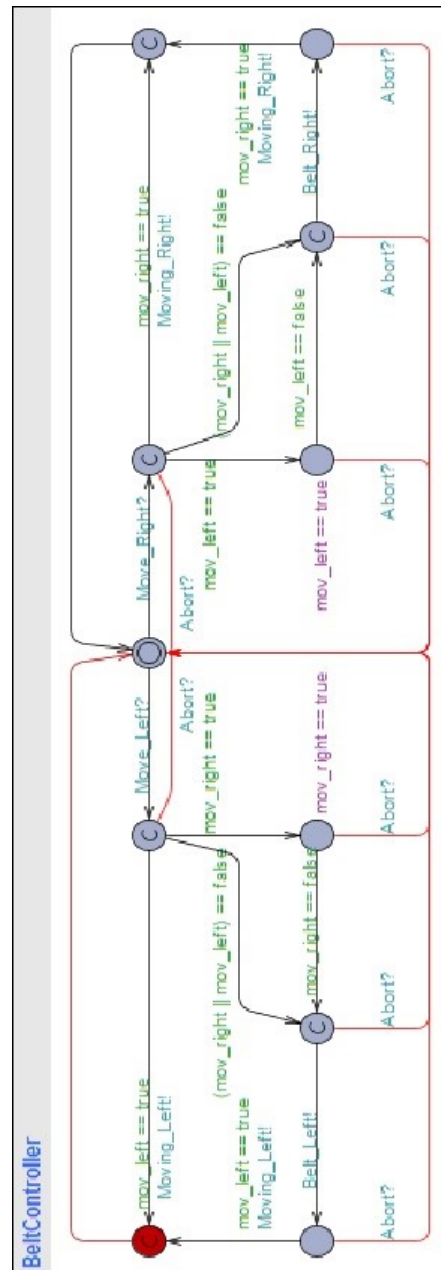 BeltController
mov_left == true
Moving_Left!
Move_Left?
Move_Right?
mov_right == true
Moving_Right!
Abort?
Abort?
mov_left == true
Moving_Left!
(mov_right || mov_left) == false
mov_right == true
mov_left == true
(mov_right || mov_left) == false
mov_right == true
Moving_Right!
Belt_Left!
mov_right == false
mov_right == true
mov_left == true
mov_left == false
Belt_Right!
Abort?
Abort?
Abort?
Abort?
Abort?
Abort?
C
C
C
C
C
C